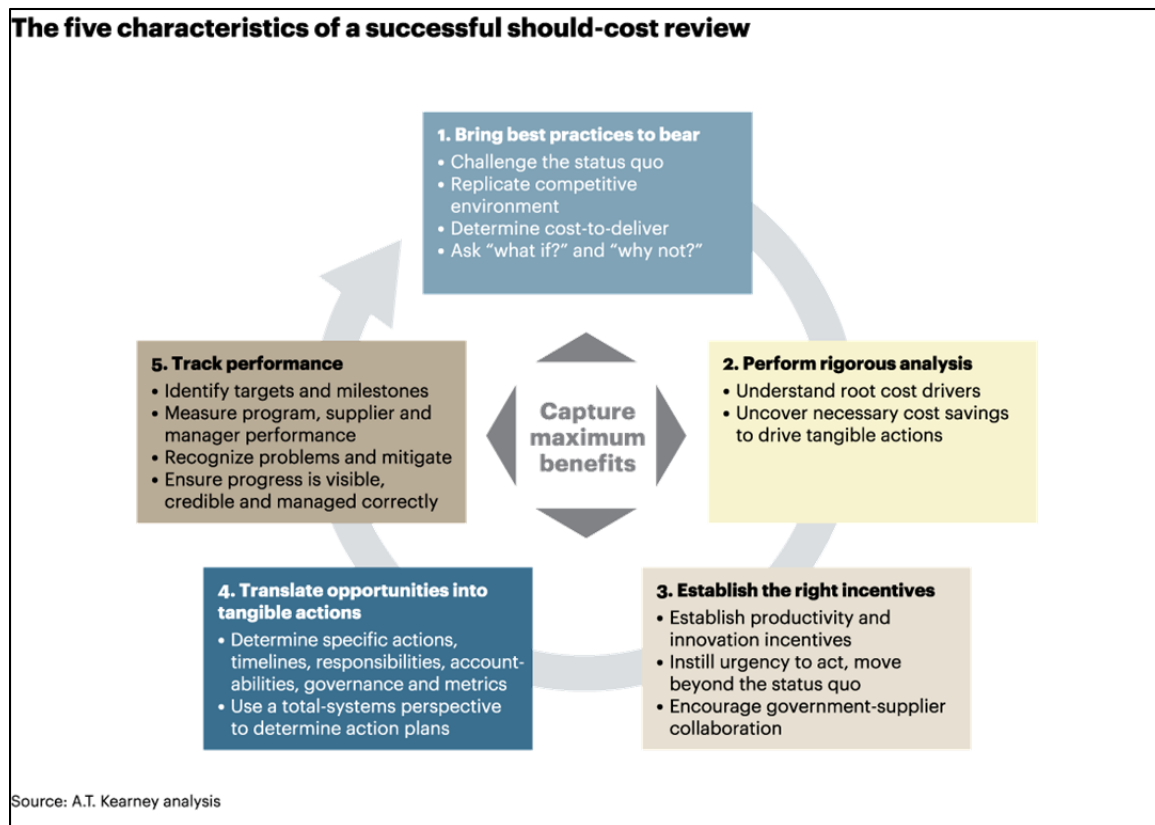 The five characteristics of a successful should-cost review
1. Bring best practices to bear
• Challenge the status quo
• Replicate competitive
environment
• Determine cost-to-deliver
• Ask “what if?” and “why not?”
2. Perform rigorous analysis
• Understand root cost drivers
• Uncover necessary cost savings
to drive tangible actions
3. Establish the right incentives
• Establish productivity and
innovation incentives
• Instill urgency to act, move
beyond the status quo
• Encourage government-supplier
collaboration
4. Translate opportunities into
tangible actions
• Determine specific actions,
timelines, responsibilities, account-
abilities, governance and metrics
• Use a total-systems perspective
to determine action plans
5. Track performance
• Identify targets and milestones
• Measure program, supplier and
manager performance
• Recognize problems and mitigate
• Ensure progress is visible,
credible and managed correctly
Capture
maximum
benefits
Source: A.T. Kearney analysis